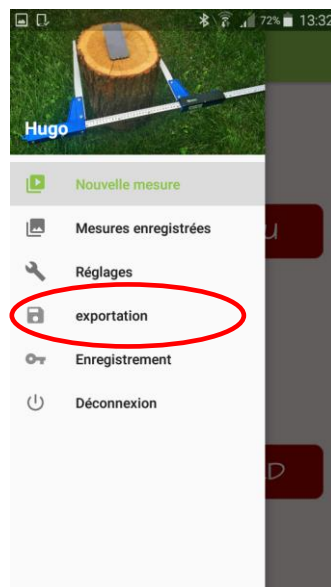 72% 13:32
Hugo
Nouvelle mesure
Mesures enregistrées
Réglages
exportation
Enregistrement
Déconnexion
U
D